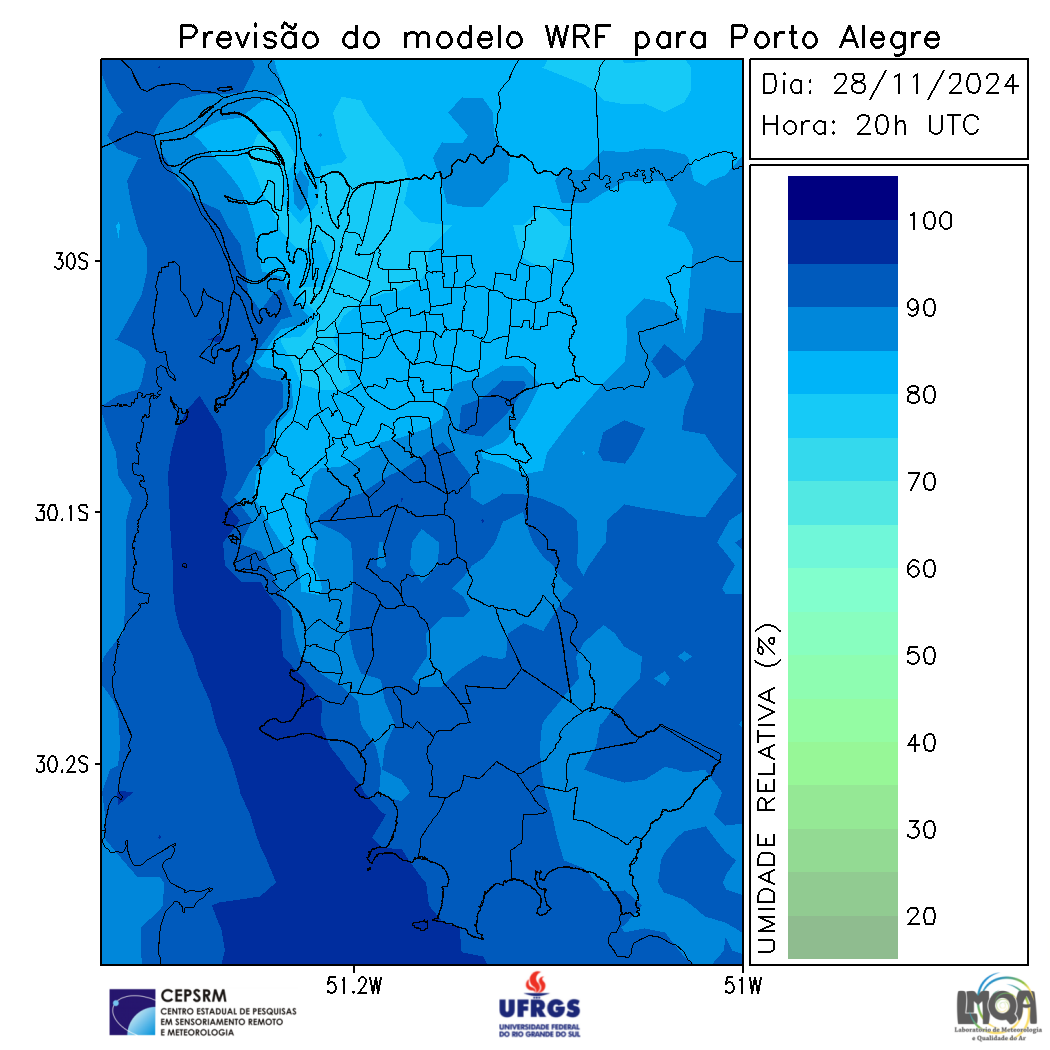 Previsão do modelo WRF para Porto Alegre
Dia: 28/11/2024
Hora: 20h UTC
100
90
80
70
60
50
40
30
20
UMIDADE RELATIVA (%)
30S
30.1S
30.2S
51.2W
51W
CEPSRM
CENTRO ESTADUAL DE PESQUISAS
EM SENSORIAMENTO REMOTO
E METEOROLOGIA
UFRGS
UNIVERSIDADE FEDERAL
DO RIO GRANDE DO SUL
LMQA
Laboratório de Meteorologia
e Qualidade do Ar